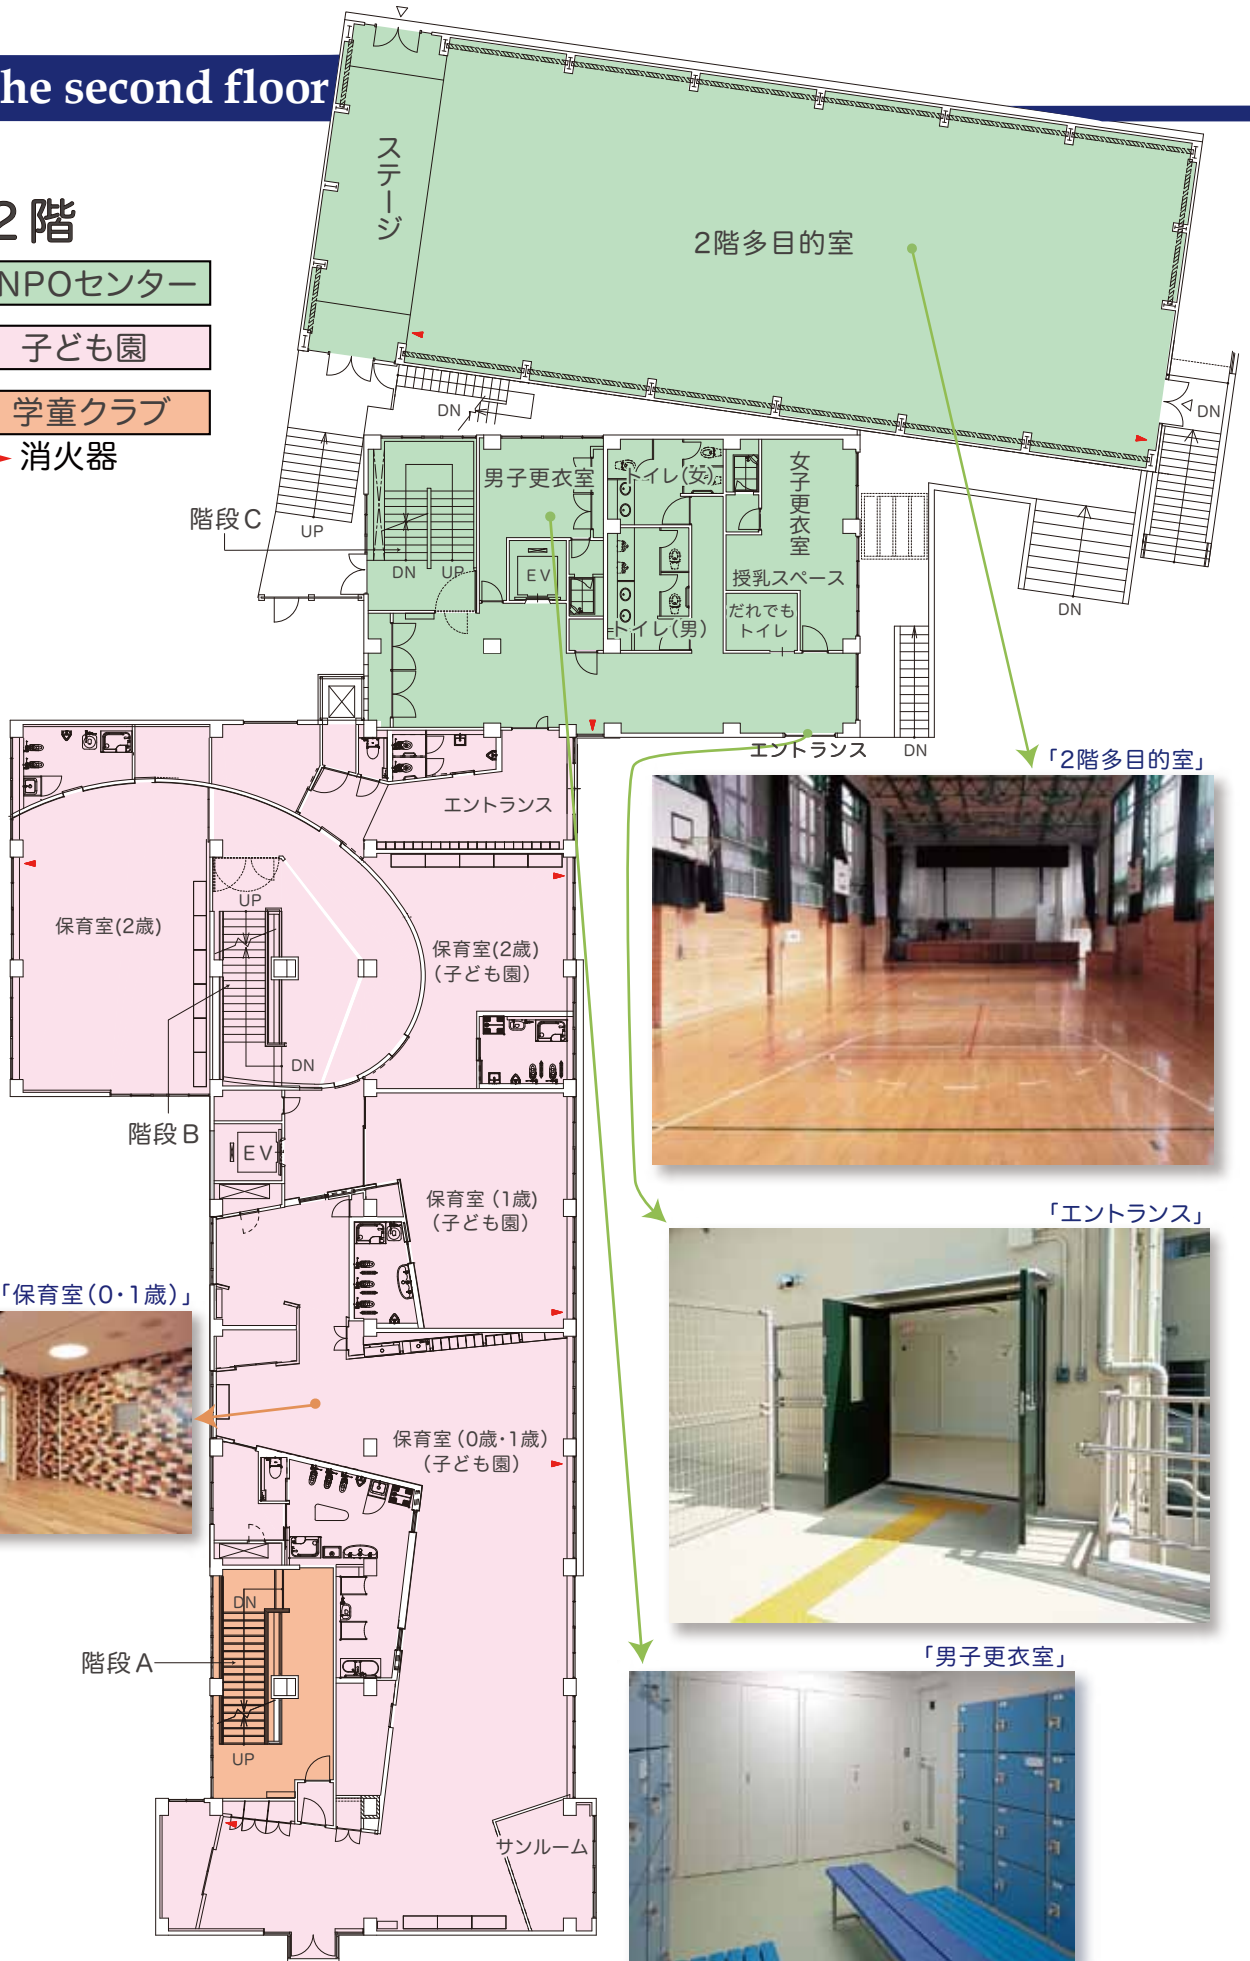 he second floor
2階
NPOセンター
子ども園
学童クラブ
消火器
ステージ
2階多目的室
DN
DN
UP
DN
階段C
男子更衣室
トイレ(女)
女子更衣室
DN
UP
EV
授乳スペース
だれでも
トイレ
トイレ(男)
エントランス
DN
「2階多目的室」
エントランス
UP
保育室(2歳)
保育室(2歳)
(子ども園)
DN
階段B
EV
保育室(1歳)
(子ども園)
「エントランス」
「保育室(0・1歳)」
保育室(0歳・1歳)
(子ども園)
DN
階段A
UP
「男子更衣室」
サンルーム